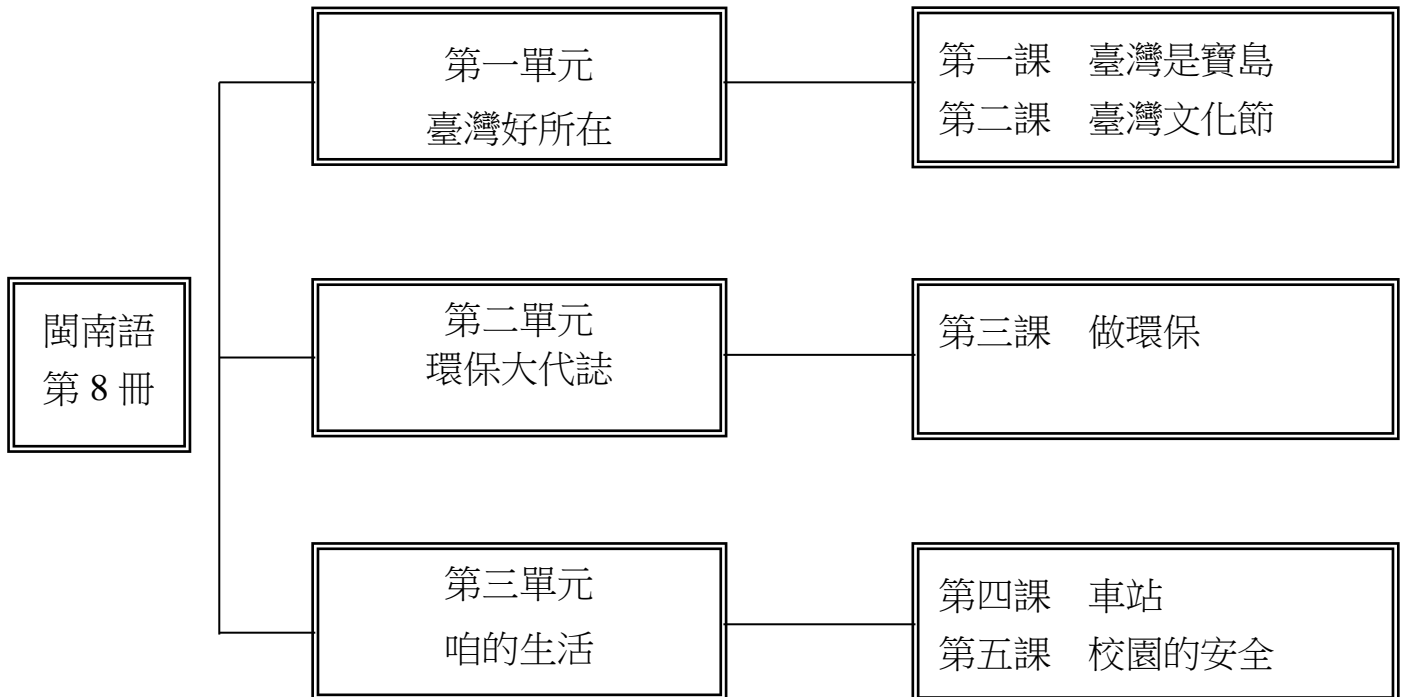 閩南語
第 8 冊
第一單元
臺灣好所在
第一課 臺灣是寶島
第二課 臺灣文化節
第二單元
環保大代誌
第三課 做環保
第三單元
咱的生活
第四課 車站
第五課 校園的安全